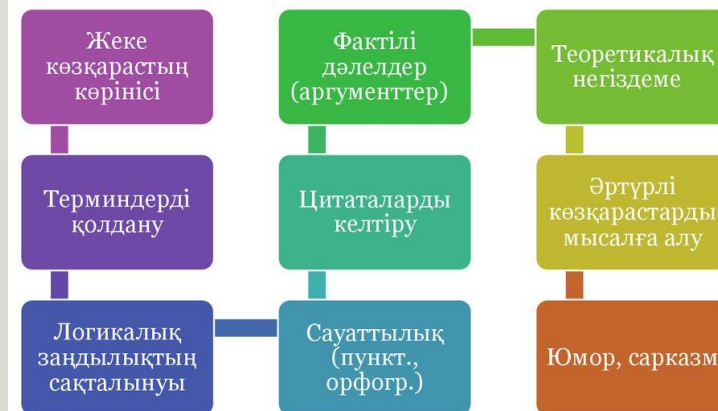 Жеке
көзқарастың
көрінісі
Терминдерді
қолдану
Логикалық
заңдылықтың
сақталынуы
Сауаттылық
(пункт.,
орфогр.)
Цитаталарды
келтіру
Фактілі
дәлелдер
(аргументтер)
Теоретикалық
негіздеме
Әртүрлі
көзқарастарды
мысалға алу
Юмор, сарказм